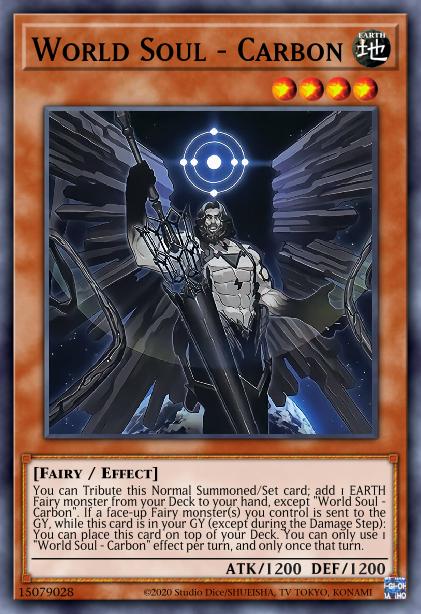 World Soul - Carbon
EARTH
地
[Fairy / Effect]
You can Tribute this Normal Summoned/Set card; add 1 EARTH
Fairy monster from your Deck to your hand, except "World Soul -
Carbon". If a face-up Fairy monster(s) you control is sent to the
GY, while this card is in your GY (except during the Damage Step):
You can place this card on top of your Deck. You can only use 1
"World Soul - Carbon" effect per turn, and only once that turn.
ATK/1200 DEF/1200
15079028
©2020 Studio Dice/SHUEISHA, TV TOKYO, KONAMI